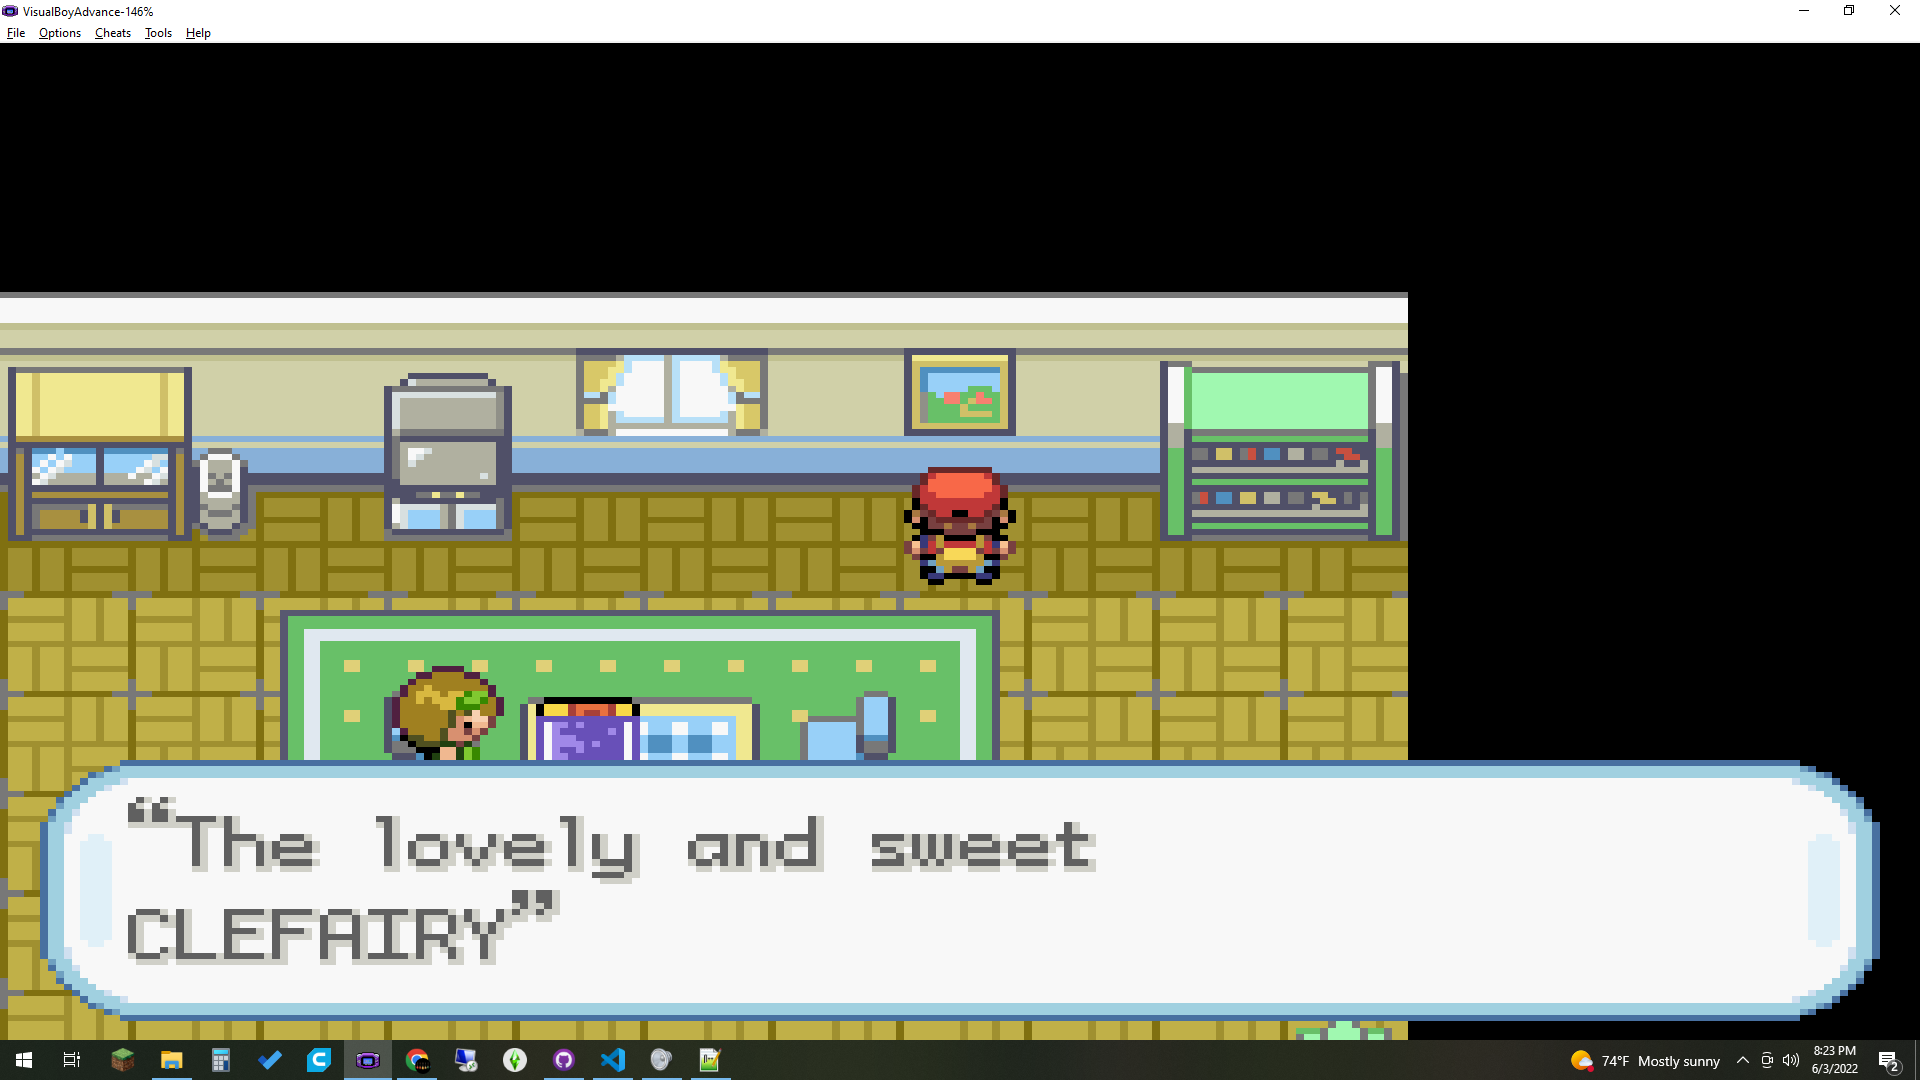 VisualBoyAdvance-146%
File Options Cheats Tools Help
“The lovely and sweet
CLEFAIRY”
74°F Mostly sunny
8:23 PM
6/3/2022
2